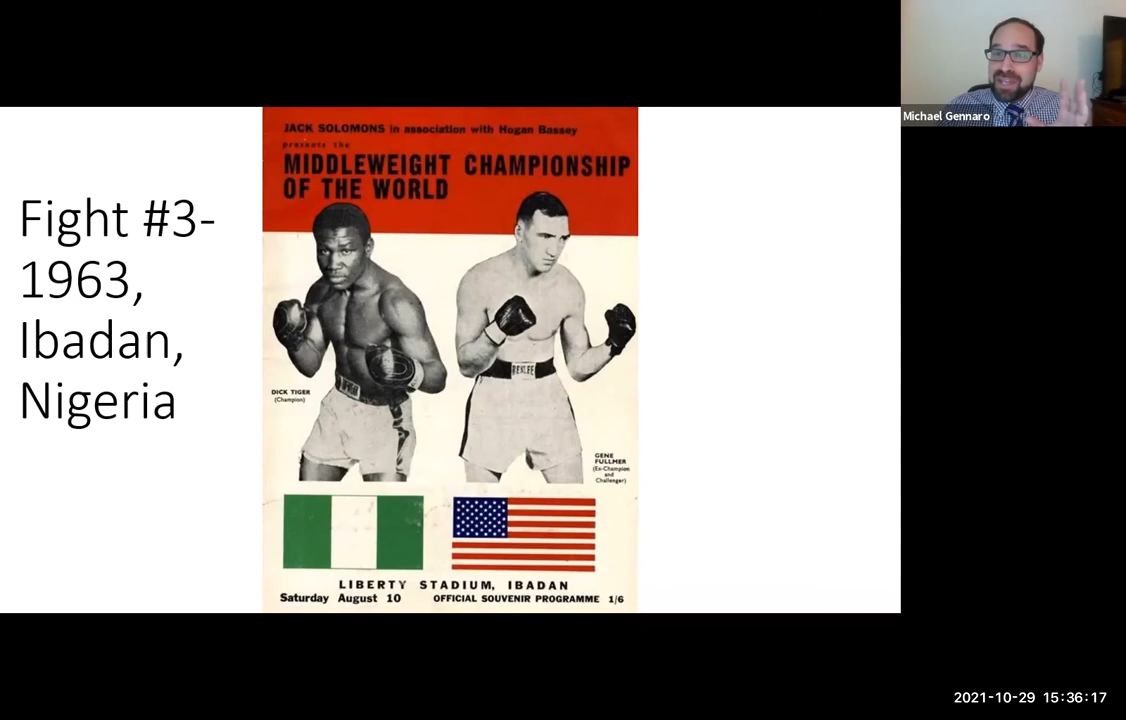 Fight #3-
1963,
Ibadan,
Nigeria
JACK SOLOMONS in association with Hogan Bassey
presents the
MIDDLEWEIGHT CHAMPIONSHIP
OF THE WORLD
DICK TIGER
(Champion)
BENLEE
GENE
FULLMER
(Ex-Champion
and
Challenger)
LIBERTY STADIUM, IBADAN
Saturday August 10 OFFICIAL SOUVENIR PROGRAMME 1/6
Michael Gennaro
2021-10-29 15:36:17